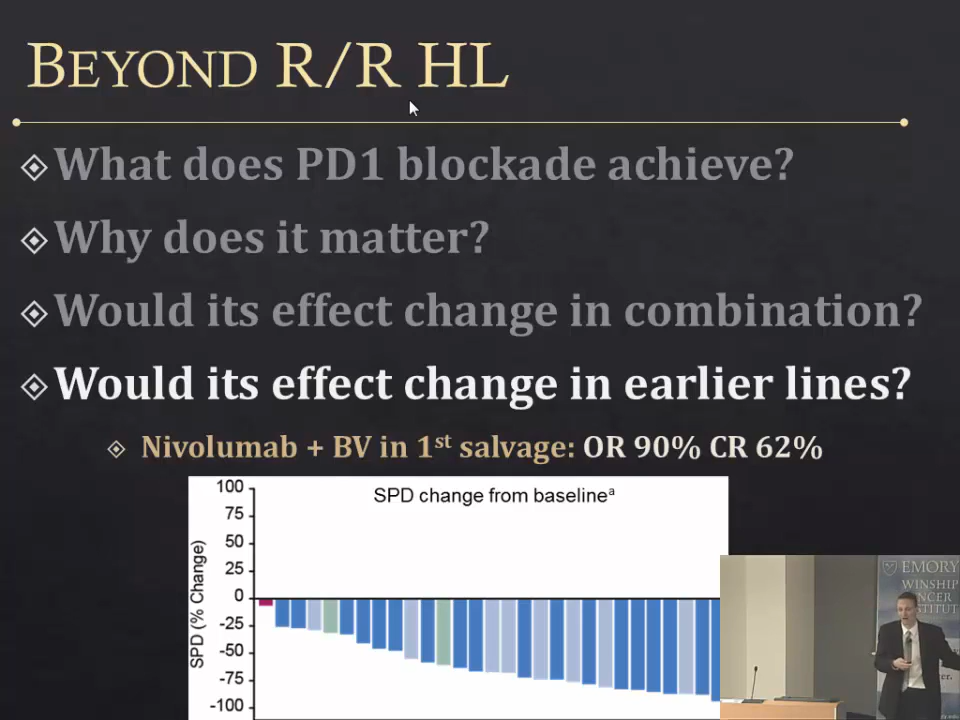 BEYOND R/R HL
What does PD1 blockade achieve?
Why does it matter?
Would its effect change in combination?
Would its effect change in earlier lines?
Nivolumab + BV in 1st salvage: OR 90% CR 62%
SPD change from baselineª
SPD (% Change)
100
75
50
25
0
-25
-50
-75
-100
EMORY
WINSHIP